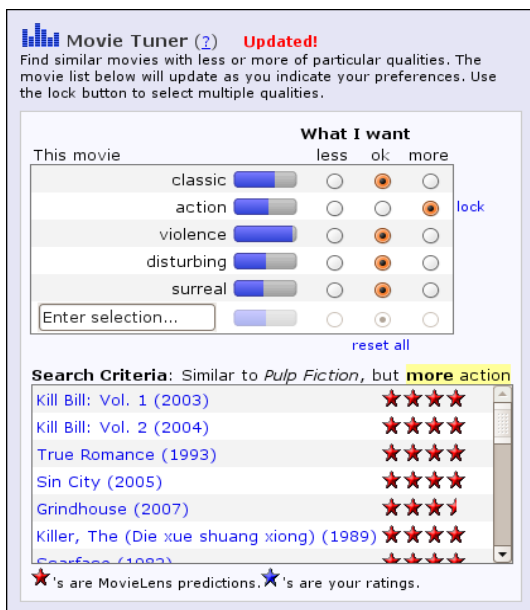 Movie Tuner (?) Updated!
Find similar movies with less or more of particular qualities. The
movie list below will update as you indicate your preferences. Use
the lock button to select multiple qualities.
What I want
This movie less ok more
classic
action lock
violence
disturbing
surreal
Enter selection...
reset all
Search Criteria: Similar to Pulp Fiction, but more action
Kill Bill: Vol. 1 (2003)
Kill Bill: Vol. 2 (2004)
True Romance (1993)
Sin City (2005)
Grindhouse (2007)
Killer, The (Die xue shuang xiong) (1989)
Scarface (1983)
's are MovieLens predictions. 's are your ratings.